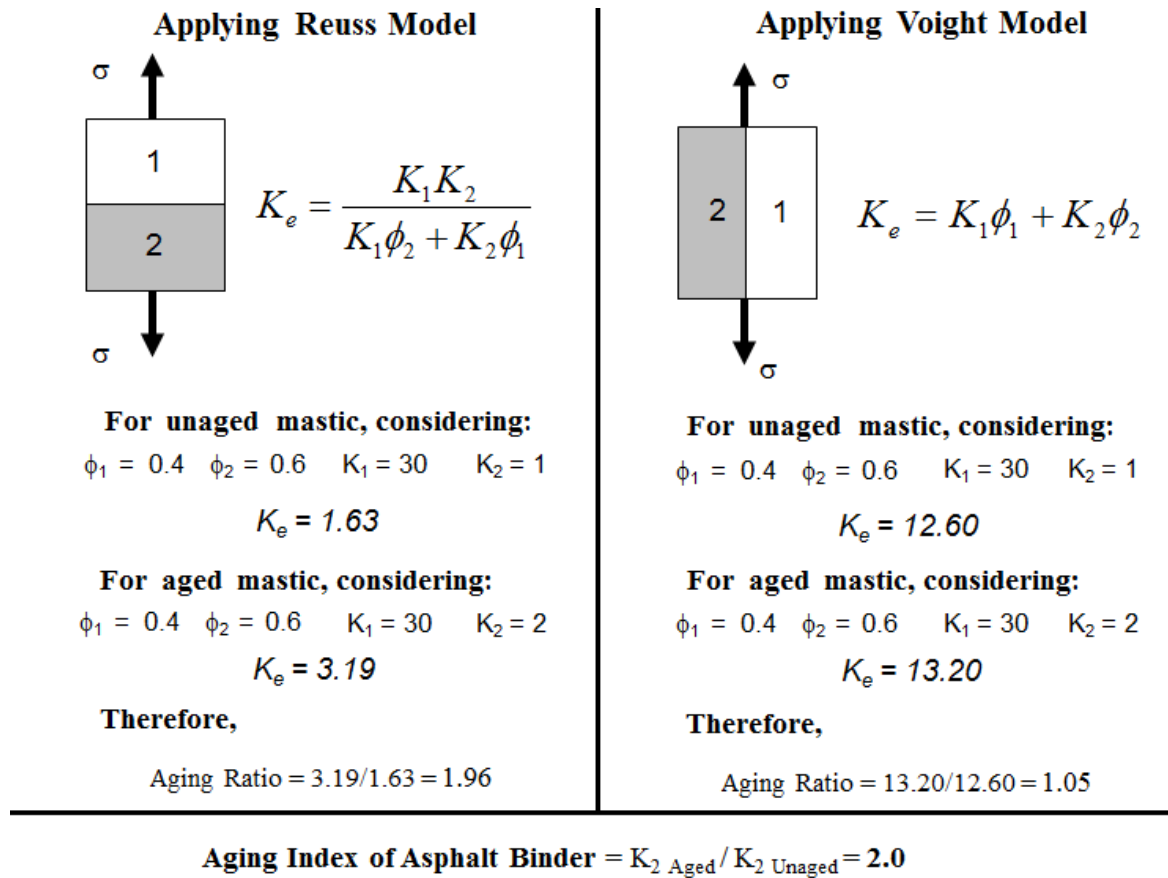 Applying Reuss Model
σ
1
2
σ
K_e = K_1K_2 / (K_1ϕ_2 + K_2ϕ_1)
For unaged mastic, considering:
ϕ_1 = 0.4 ϕ_2 = 0.6 K_1 = 30 K_2 = 1
K_e = 1.63
For aged mastic, considering:
ϕ_1 = 0.4 ϕ_2 = 0.6 K_1 = 30 K_2 = 2
K_e = 3.19
Therefore,
Aging Ratio = 3.19/1.63 = 1.96
Applying Voight Model
σ
2 1
σ
K_e = K_1ϕ_1 + K_2ϕ_2
For unaged mastic, considering:
ϕ_1 = 0.4 ϕ_2 = 0.6 K_1 = 30 K_2 = 1
K_e = 12.60
For aged mastic, considering:
ϕ_1 = 0.4 ϕ_2 = 0.6 K_1 = 30 K_2 = 2
K_e = 13.20
Therefore,
Aging Ratio = 13.20/12.60 = 1.05
Aging Index of Asphalt Binder = K_2 Aged / K_2 Unaged = 2.0